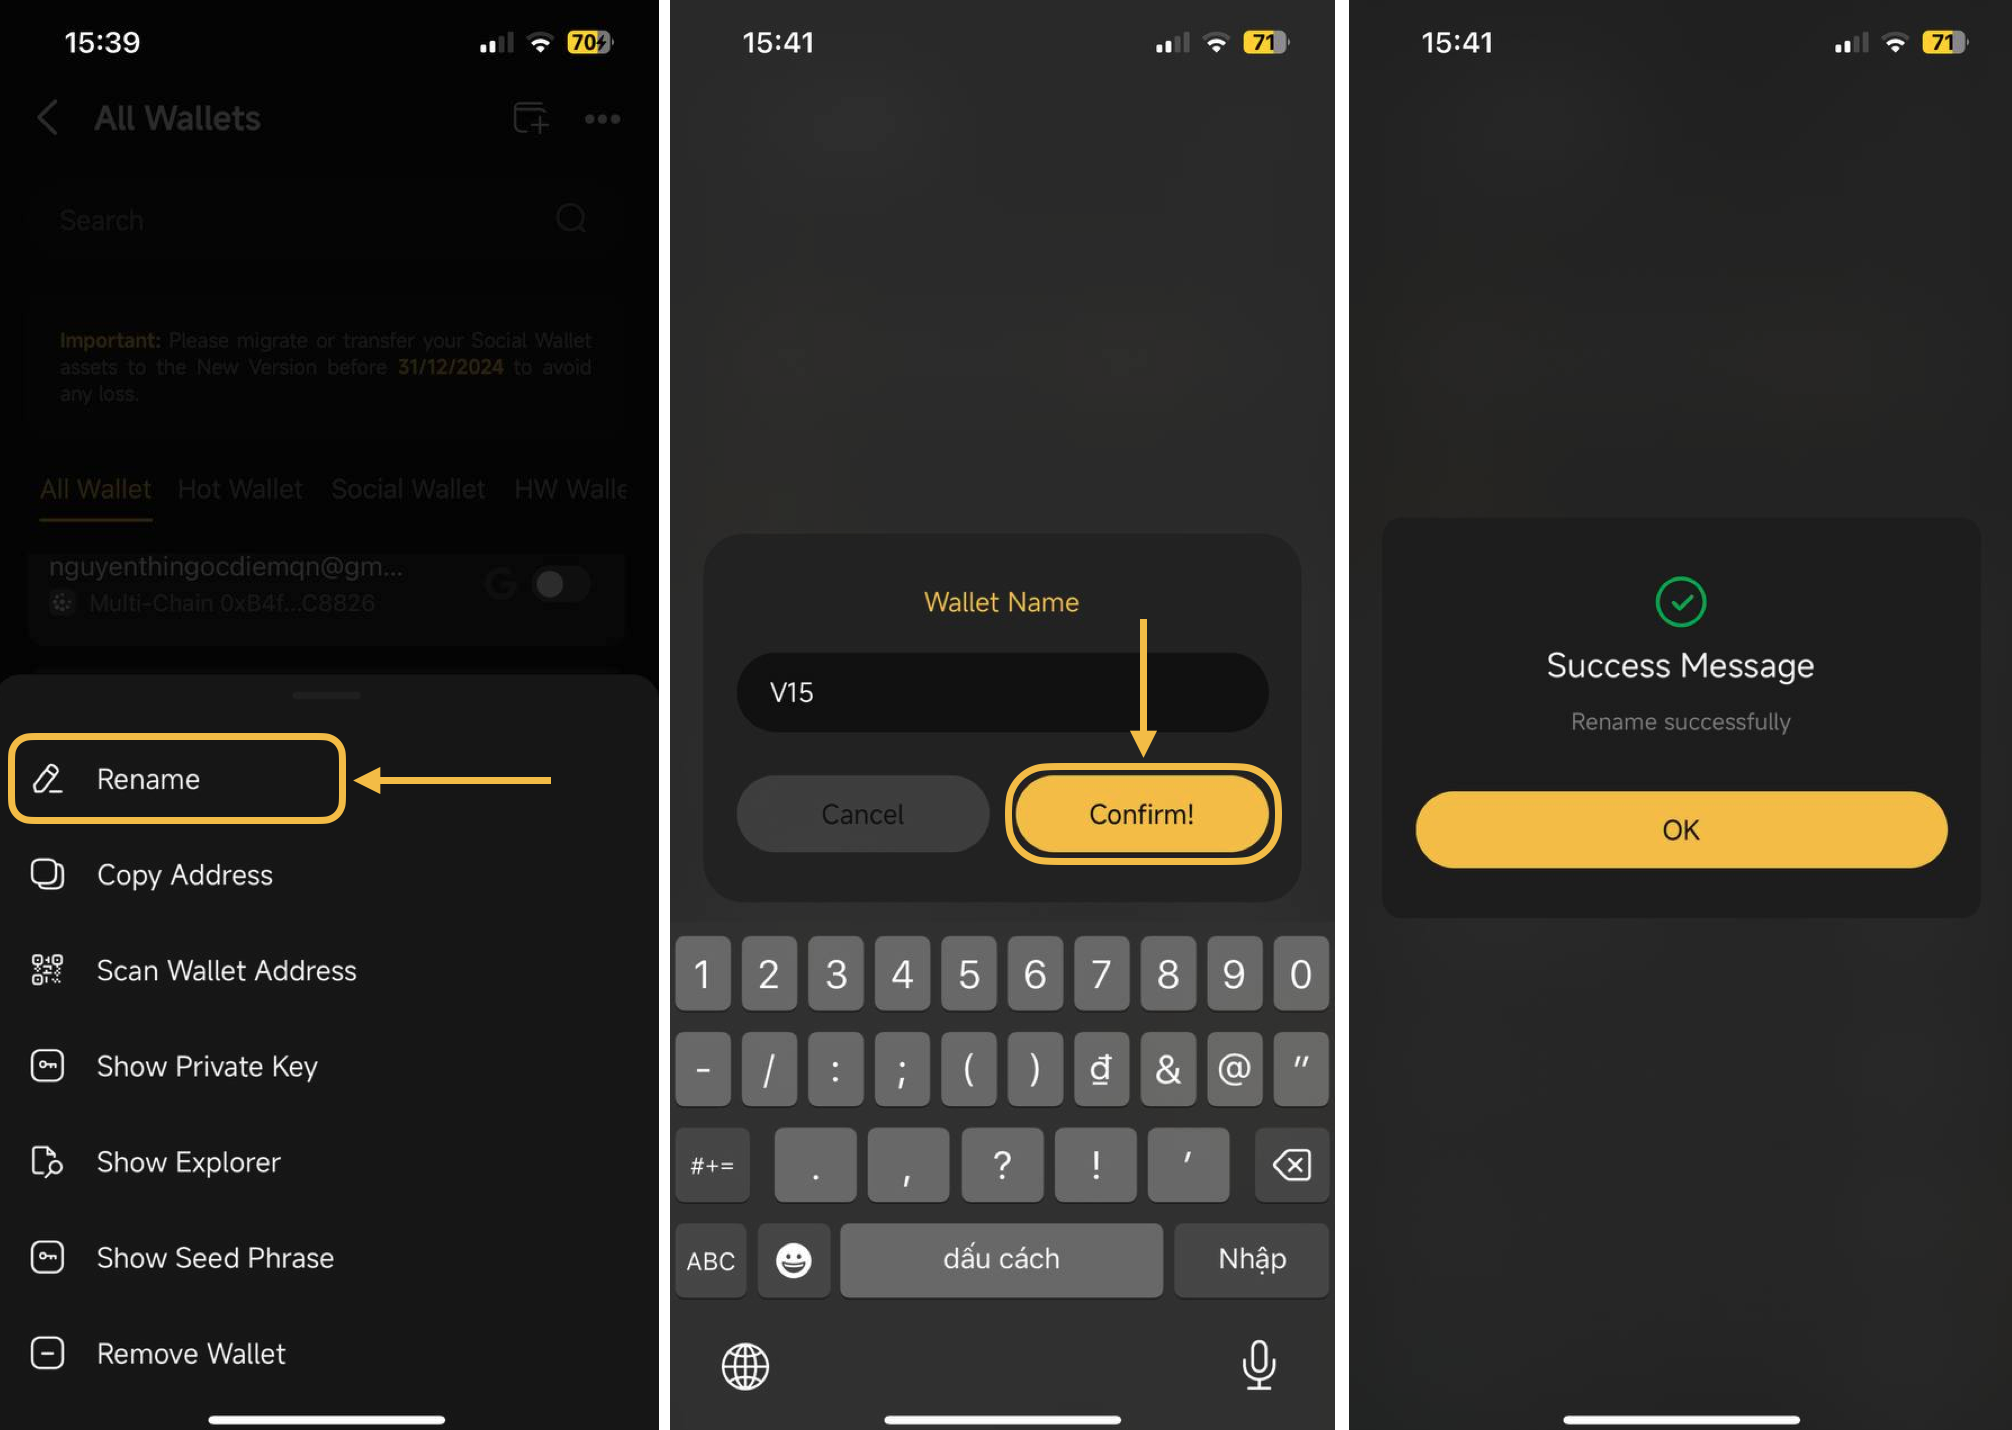 15:39
70
All Wallets
Search
Important: Please migrate or transfer your Social Wallet
assets to the New Version before 31/12/2024 to avoid
any loss.
All Wallet Hot Wallet Social Wallet HW Walle
nguyenthingocdiemqn@gm...
Multi-Chain 0xB4f...C8826
Rename
Copy Address
Scan Wallet Address
Show Private Key
Show Explorer
Show Seed Phrase
Remove Wallet
15:41
71
Wallet Name
V15
Cancel
Confirm!
1 2 3 4 5 6 7 8 9 0
- / : ; ( ) ₫ & @ "
#+= . , ? ! '
ABC dấu cách Nhập
15:41
71
Success Message
Rename successfully
OK